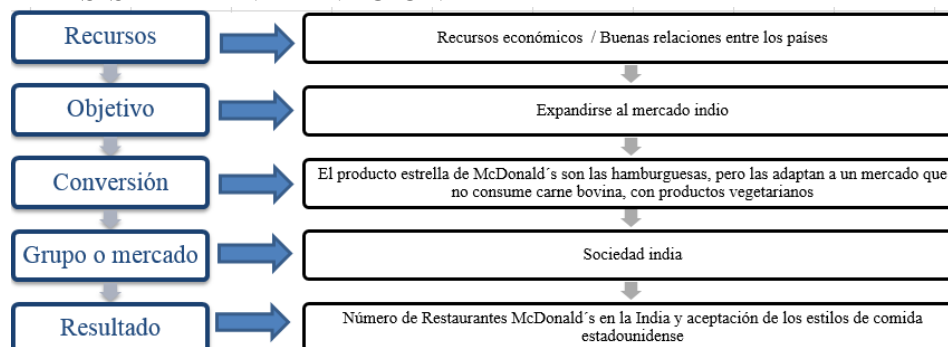 Recursos
Recursos económicos / Buenas relaciones entre los países
Objetivo
Expandirse al mercado indio
Conversión
El producto estrella de McDonald´s son las hamburguesas, pero las adaptan a un mercado que
no consume carne bovina, con productos vegetarianos
Grupo o mercado
Sociedad india
Resultado
Número de Restaurantes McDonald´s en la India y aceptación de los estilos de comida
estadounidense